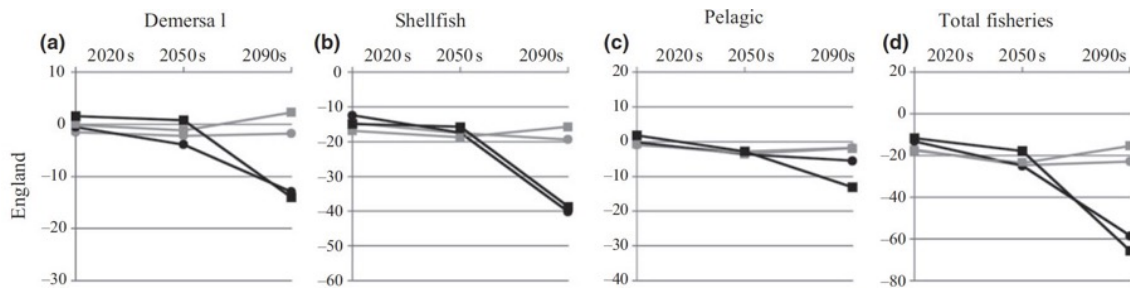 Demersa l
(a)
2020 s 2050 s 2090s
10
0
–10
–20
–30
England
Shellfish
(b)
2020 s 2050 s 2090s
0
–10
–20
–30
–40
–50
–60
Pelagic
(c)
2020 s 2050 s 2090s
20
10
0
–10
–20
–30
–40
Total fisheries
(d)
2020 s 2050 s 2090s
20
0
–20
–40
–60
–80